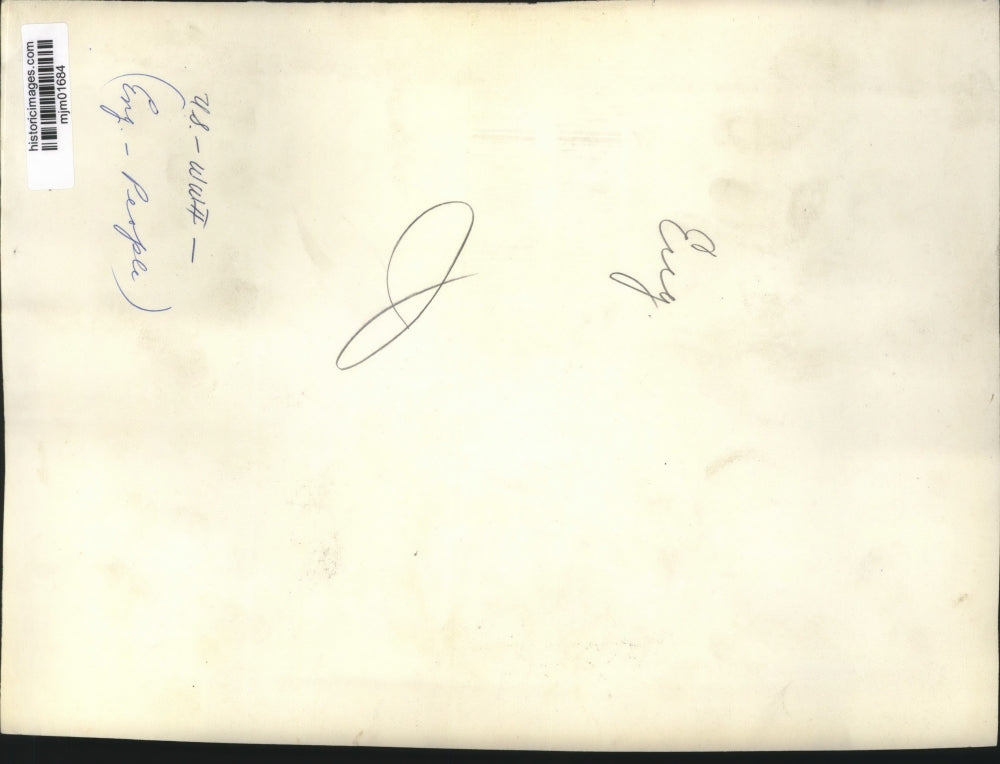 historicimages.com
mjm01684
U.S. - WWII -
(Eng. - People)
Eng.
J